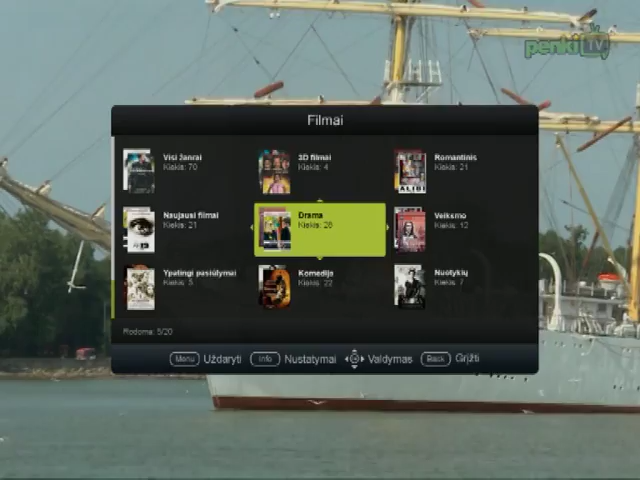 penki TV
Filmai
Visi žanrai
Kiekis: 70
3D filmai
Kiekis: 4
Romantinis
Kiekis: 21
Naujausi filmai
Kiekis: 21
Drama
Kiekis: 26
Veiksmo
Kiekis: 12
ALIBI
Ypatingi pasiūlymai
Kiekis: 5
Komedija
Kiekis: 22
Nuotykių
Kiekis: 7
Rodoma: 5/20
Menu Uždaryti Info Nustatymai Valdymas Back Grįžti